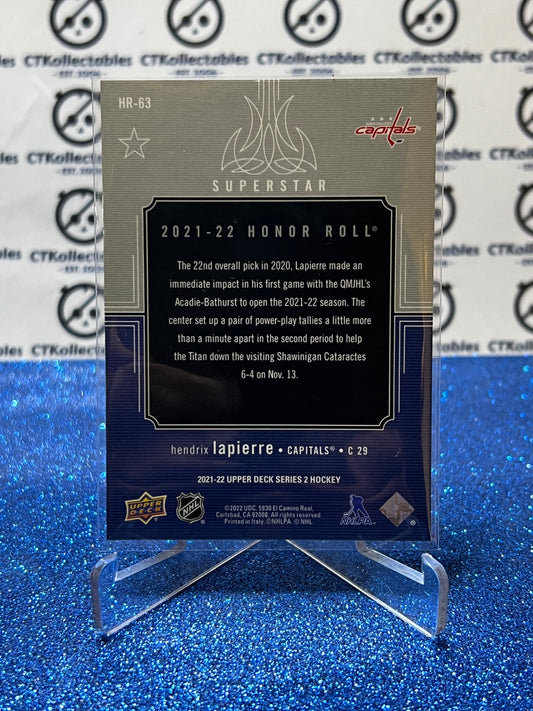 CTKollectables
CTKollectables
EST. 2006
HR-63
capitals
SUPERSTAR
2021-22 HONOR ROLL®
The 22nd overall pick in 2020, Lapierre made an
immediate impact in his first game with the QMJHL's
Acadie-Bathurst to open the 2021-22 season. The
center set up a pair of power-play tallies a little more
than a minute apart in the second period to help
the Titan down the visiting Shawinigan Cataractes
6-4 on Nov. 13.
hendrix lapierre • CAPITALS® • C 29
2021-22 UPPER DECK SERIES 2 HOCKEY
UPPER DECK
NHL
©2022 UDC. 5830 El Camino Real,
Carlsbad, CA 92008. All rights reserved.
Printed in Italy. ©NHLPA © NHL.
NHLPA